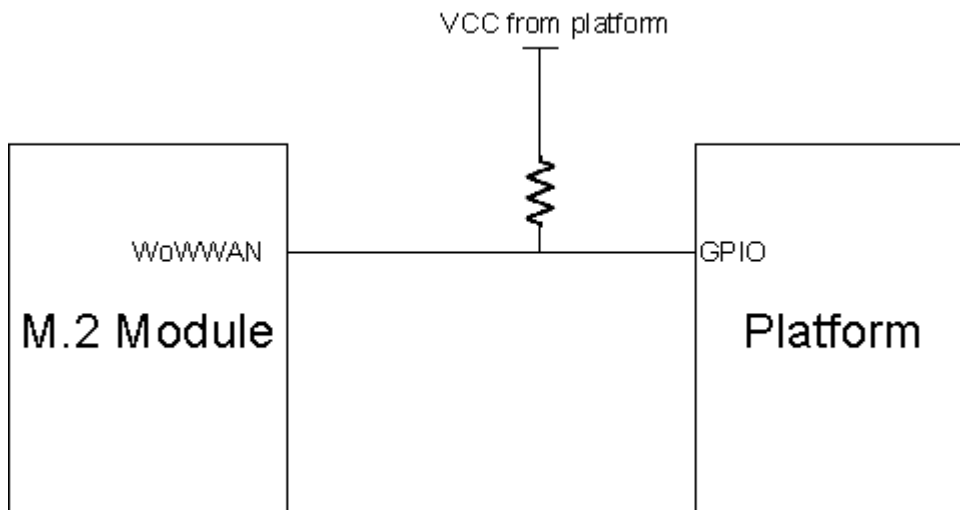 VCC from platform
WoWWAN
GPIO
M.2 Module
Platform